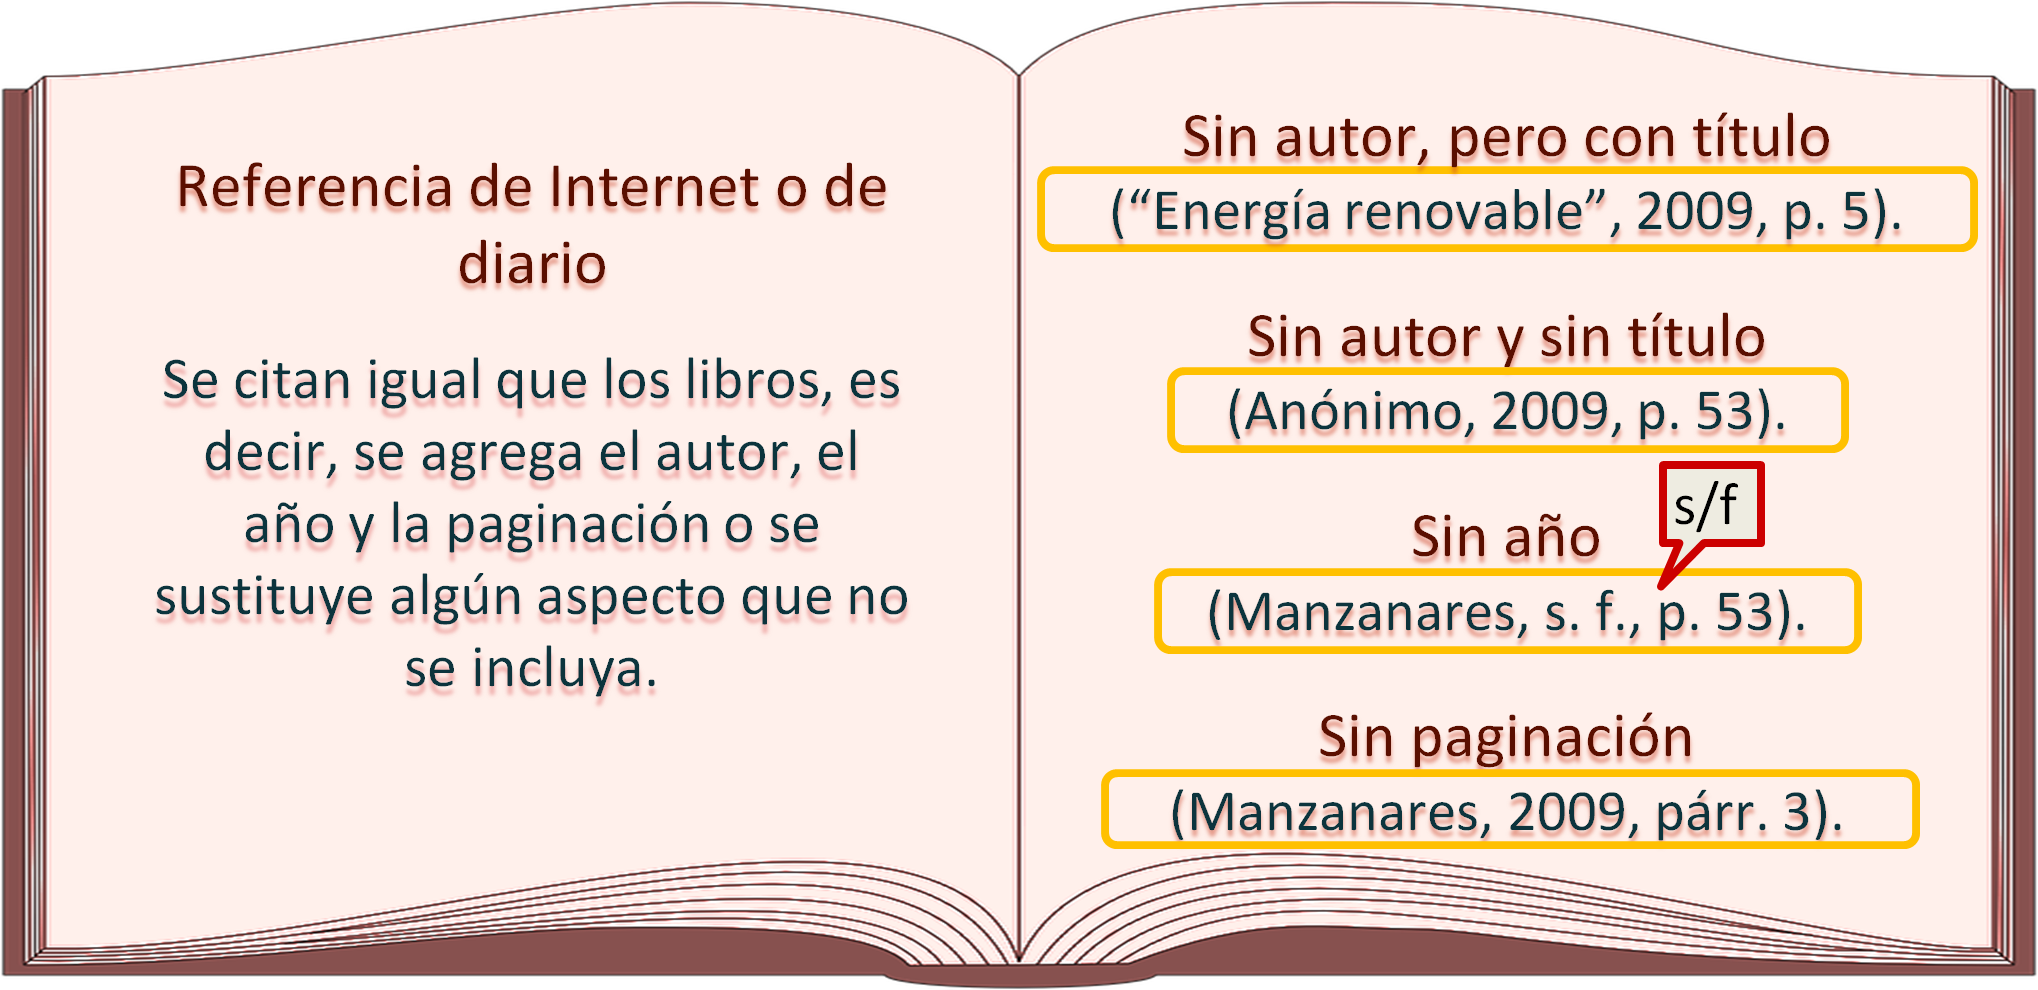 Referencia de Internet o de
diario
Se citan igual que los libros, es
decir, se agrega el autor, el
año y la paginación o se
sustituye algún aspecto que no
se incluya.
Sin autor, pero con título
(“Energía renovable”, 2009, p. 5).
Sin autor y sin título
(Anónimo, 2009, p. 53).
s/f
Sin año
(Manzanares, s. f., p. 53).
Sin paginación
(Manzanares, 2009, párr. 3).